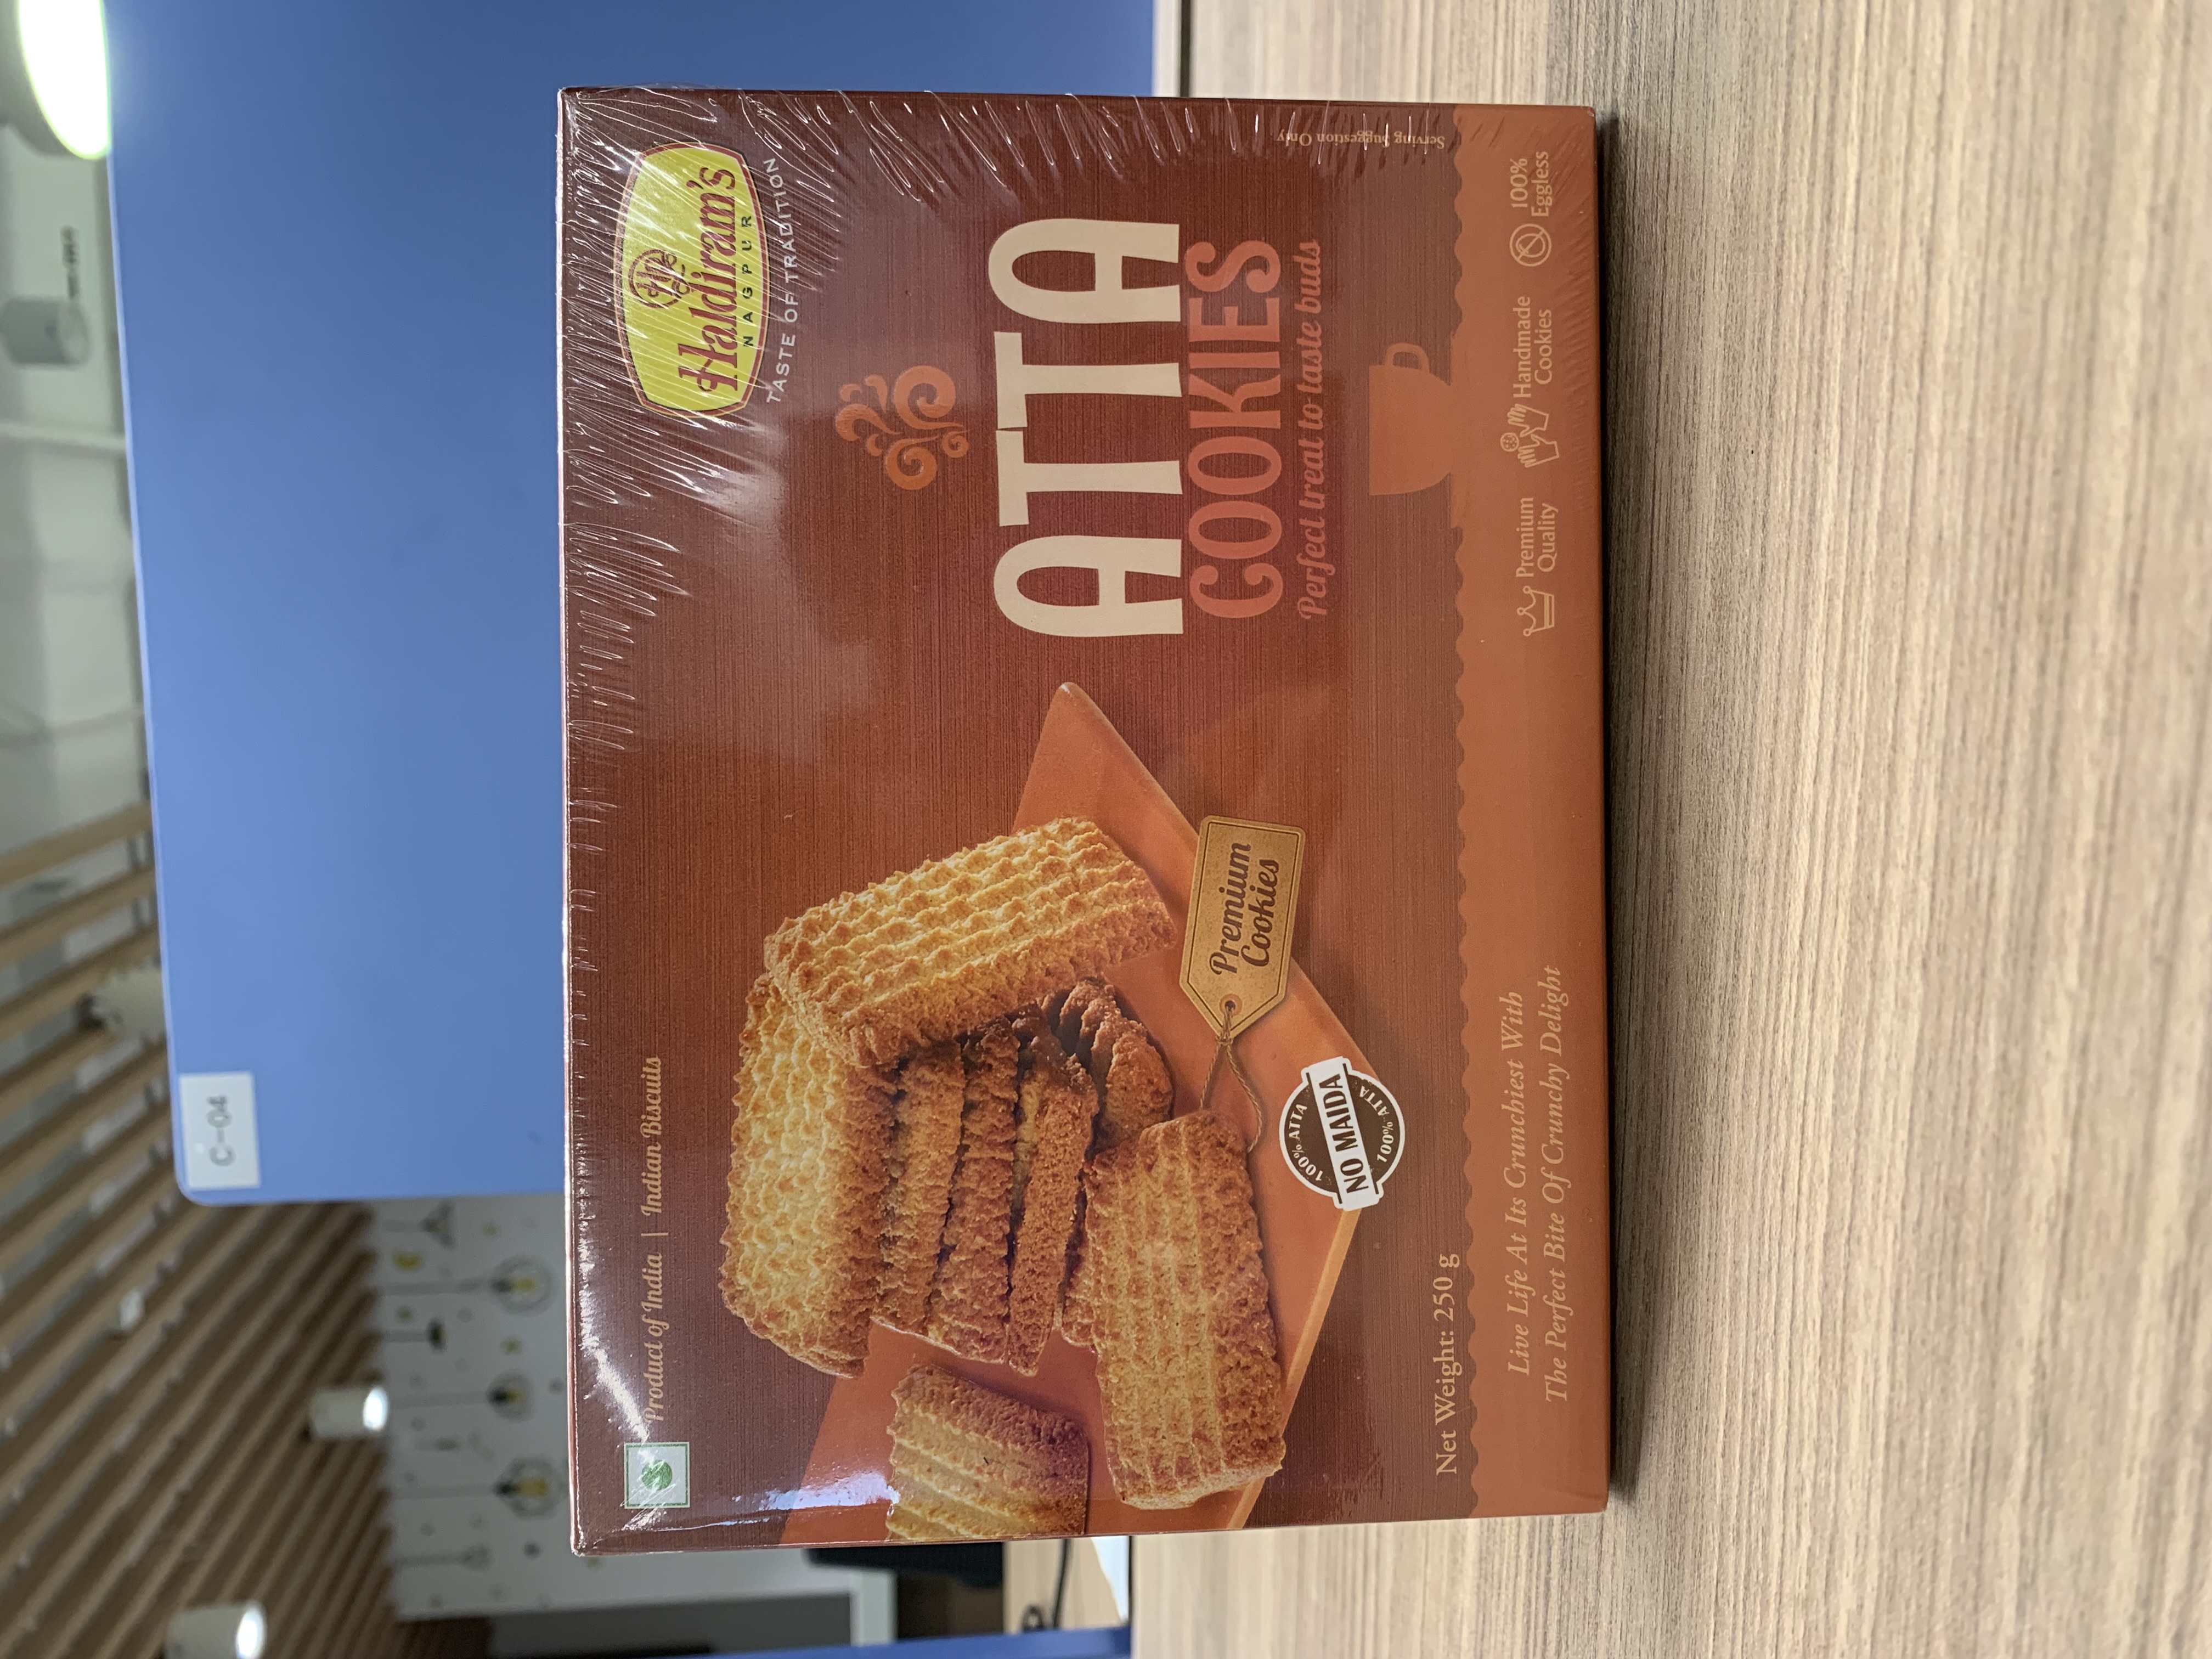 C-04
Product of India | Indian Biscuits
Haldiram's
NAGPUR
TASTE OF TRADITION
ATTA
COOKIES
Perfect treat to taste buds
Premium
Cookies
100% ATTA
NO MAIDA
100% ATTA
Serving Suggestion Only
Net Weight: 250 g
Live Life At Its Crunchiest With
The Perfect Bite Of Crunchy Delight
Premium
Quality
Handmade
Cookies
100%
Eggless